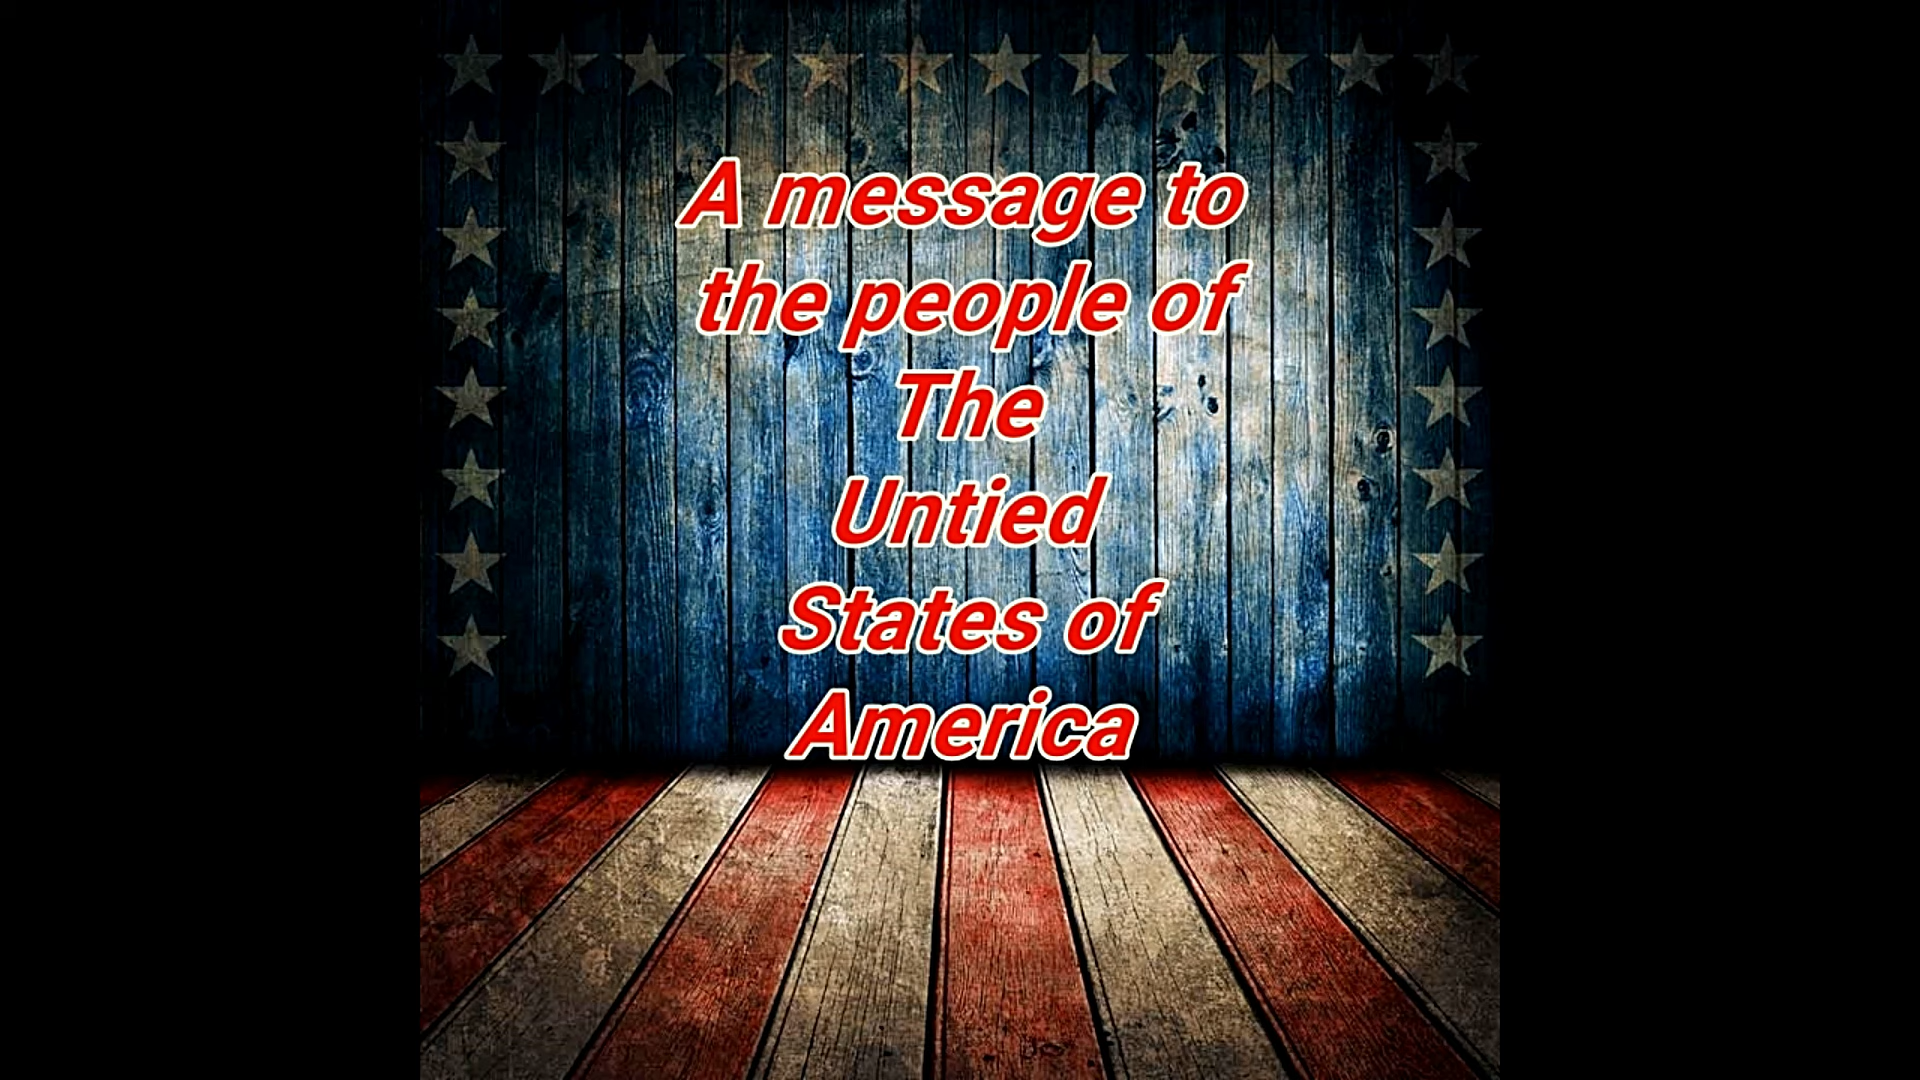 A message to
the people of
The
Untied
States of
America